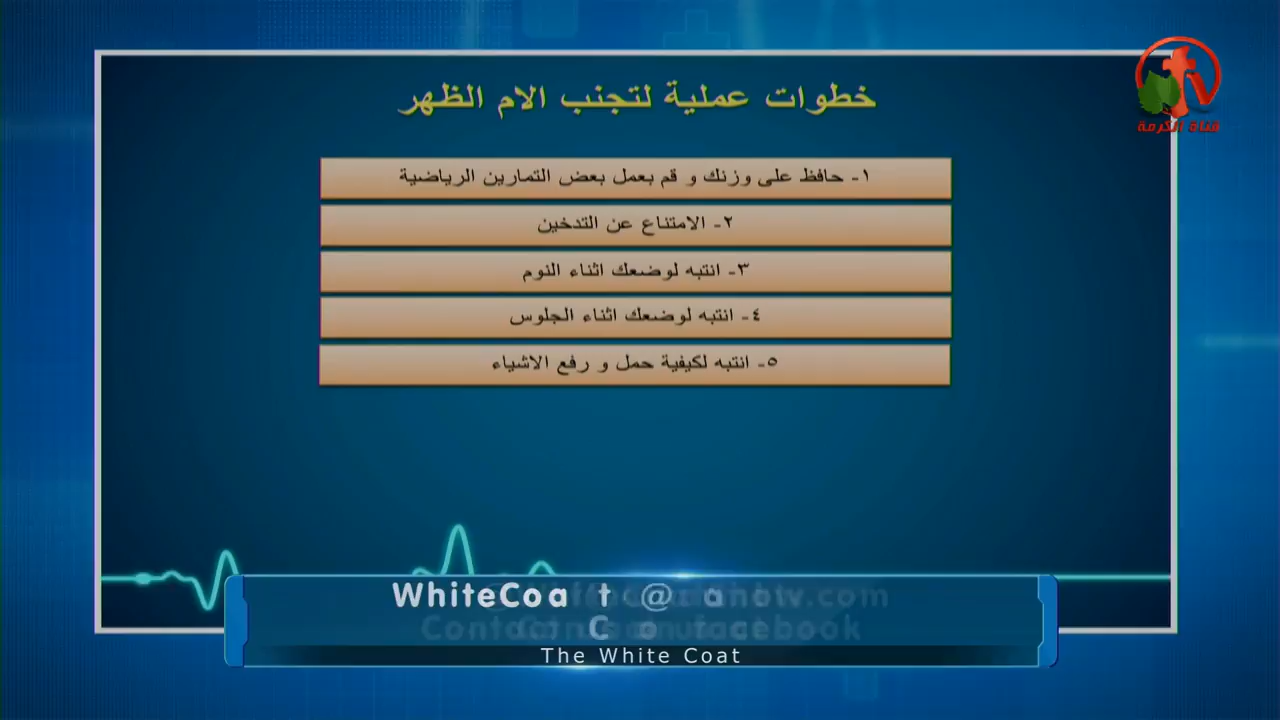 خطوات عملية لتجنب الام الظهر
قناة الكرمة
١- حافظ على وزنك و قم بعمل بعض التمارين الرياضية
٢- الامتناع عن التدخين
٣- انتبه لوضعك اثناء النوم
٤- انتبه لوضعك اثناء الجلوس
٥- انتبه لكيفية حمل و رفع الاشياء
WhiteCoat@
The White Coat